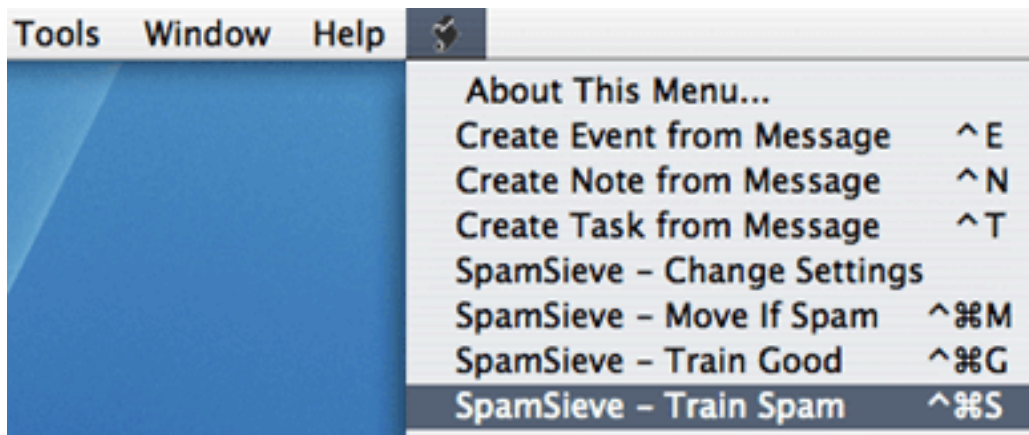 Tools Window Help
About This Menu...
Create Event from Message ^E
Create Note from Message ^N
Create Task from Message ^T
SpamSieve – Change Settings
SpamSieve – Move If Spam ^⌘M
SpamSieve – Train Good ^⌘G
SpamSieve – Train Spam ^⌘S